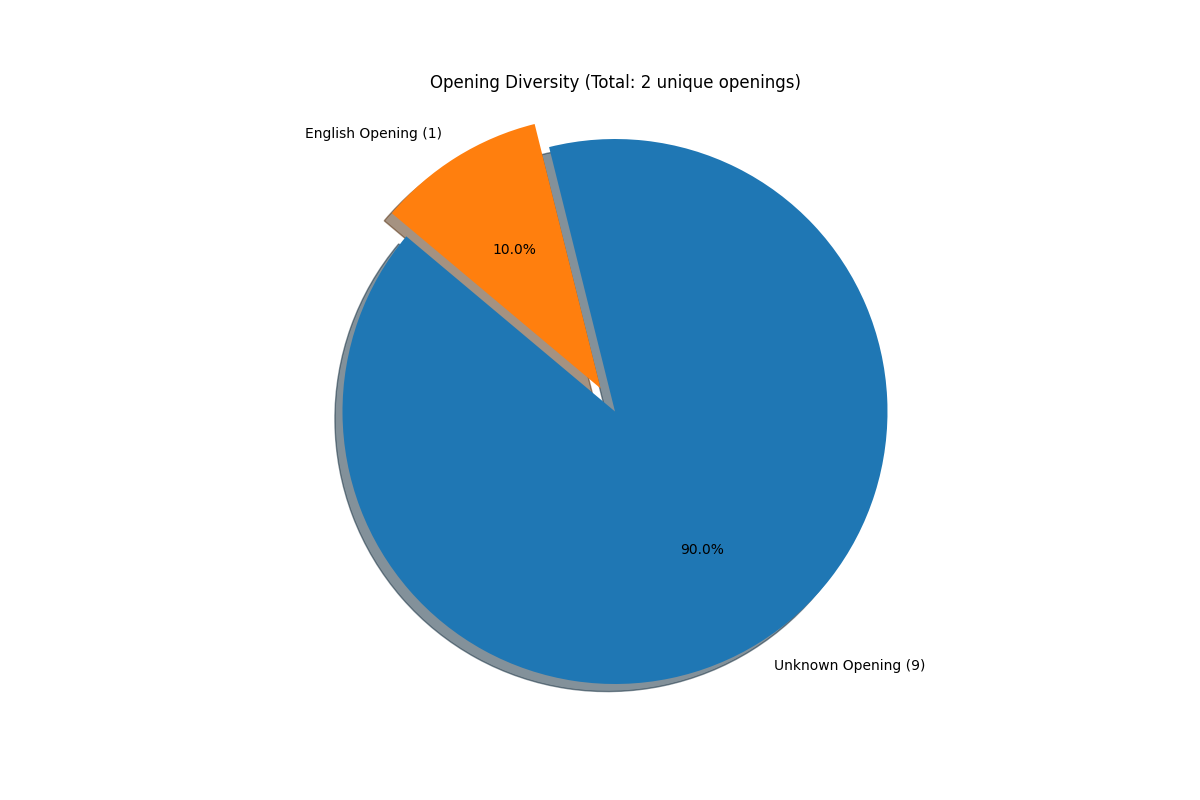 Opening Diversity (Total: 2 unique openings)
English Opening (1)
10.0%
90.0%
Unknown Opening (9)